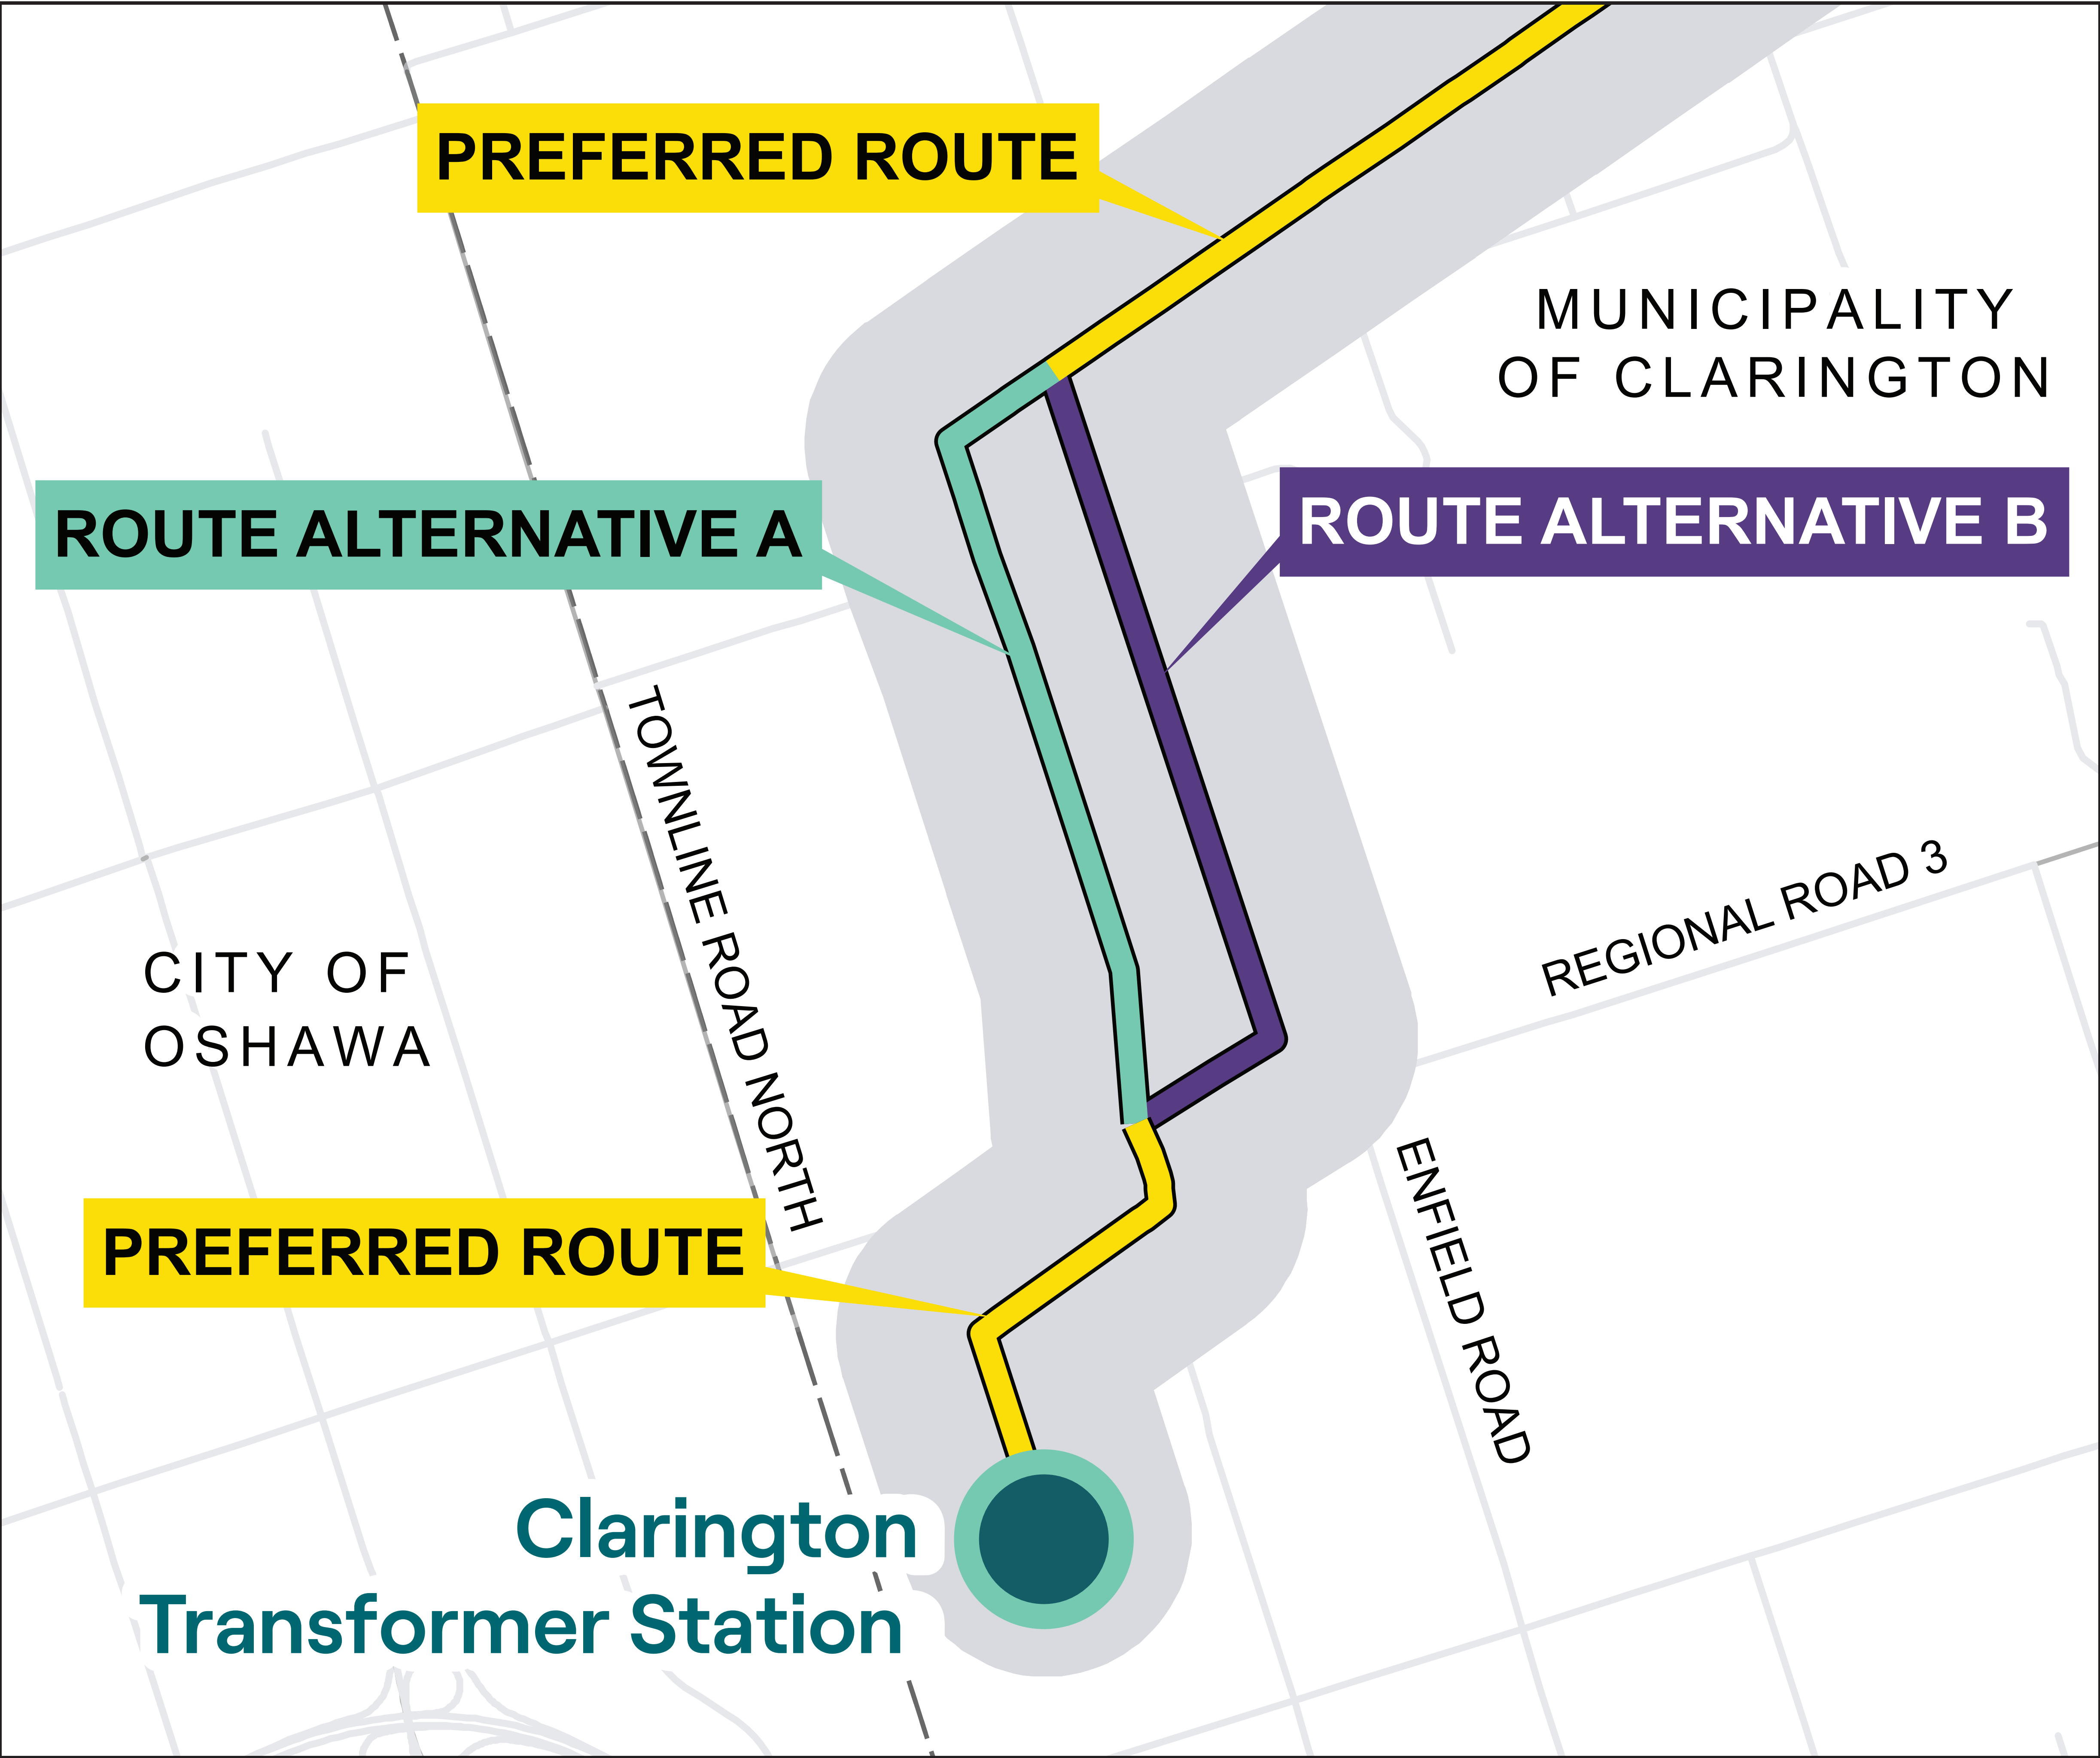 PREFERRED ROUTE
MUNICIPALITY
OF CLARINGTON
ROUTE ALTERNATIVE A
ROUTE ALTERNATIVE B
TOWNLINE ROAD NORTH
REGIONAL ROAD 3
CITY OF
OSHAWA
ENFIELD ROAD
PREFERRED ROUTE
Clarington
Transformer Station